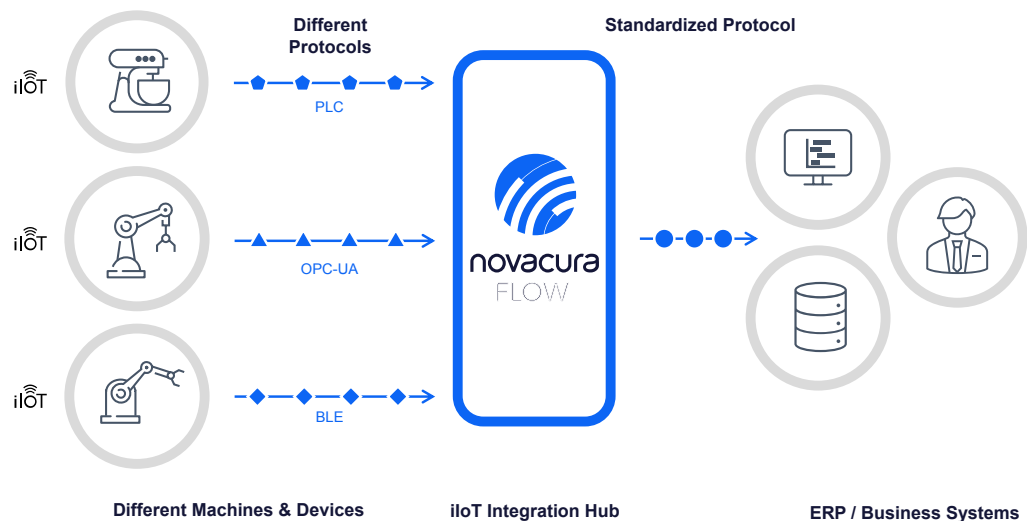 Different
Protocols
Standardized Protocol
iIoT
PLC
iIoT
OPC-UA
novacura
FLOW
iIoT
BLE
Different Machines & Devices
iIoT Integration Hub
ERP / Business Systems